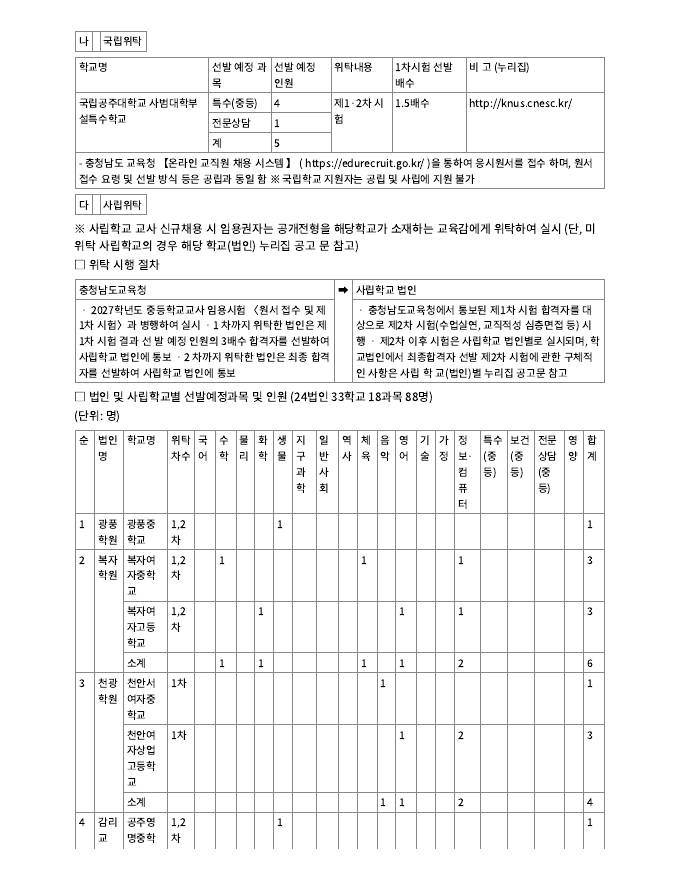 나 국립위탁
학교명 선발 예정 과목 선발 예정 인원 위탁내용 1차시험 선발 배수 비 고 (누리집)
국립공주대학교 사범대학부설특수학교 특수(중등) 4 제1·2차 시험 1.5배수 http://knus.cnesc.kr/
전문상담 1
계 5
- 충청남도 교육청 【온라인 교직원 채용 시스템 】 ( https://edurecruit.go.kr/ )을 통하여 응시원서를 접수 하며, 원서
접수 요령 및 선발 방식 등은 공립과 동일 함 ※ 국립학교 지원자는 공립 및 사립에 지원 불가
다 사립위탁
※ 사립학교 교사 신규채용 시 임용권자는 공개전형을 해당학교가 소재하는 교육감에게 위탁하여 실시 (단, 미
위탁 사립학교의 경우 해당 학교(법인) 누리집 공고 문 참고)
□ 위탁 시행 절차
충청남도교육청 ➡ 사립학교 법인
· 2027학년도 중등학교교사 임용시험 〈원서 접수 및 제
1차 시험〉과 병행하여 실시 · 1 차까지 위탁한 법인은 제
1차 시험 결과 선 발 예정 인원의 3배수 합격자를 선발하여
사립학교 법인에 통보 · 2 차까지 위탁한 법인은 최종 합격
자를 선발하여 사립학교 법인에 통보
· 충청남도교육청에서 통보된 제1차 시험 합격자를 대
상으로 제2차 시험(수업실연, 교직적성 심층면접 등) 시
행 · 제2차 이후 시험은 사립학교 법인별로 실시되며, 학
교법인에서 최종합격자 선발 제2차 시험에 관한 구체적
인 사항은 사립 학 교(법인)별 누리집 공고문 참고
□ 법인 및 사립학교별 선발예정과목 및 인원 (24법인 33학교 18과목 88명)
(단위: 명)
순 법인명 학교명 위탁차수 국어 수학 물리 화학 생물 지구과학 일반사회 역사 체육 음악 영어 기술 가정 정보·컴퓨터 특수(중등) 보건(중등) 전문상담(중등) 영양 합계
1 광풍학원 광풍중학교 1,2차 1 1
2 복자학원 복자여자중학교 1,2차 1 1 1 3
복자여자고등학교 1,2차 1 1 1 3
소계 1 1 1 1 2 6
3 천광학원 천안서여자중학교 1차 1 1
천안여자상업고등학교 1차 1 2 3
소계 1 1 2 4
4 감리교 공주영명중학 1,2차 1 1